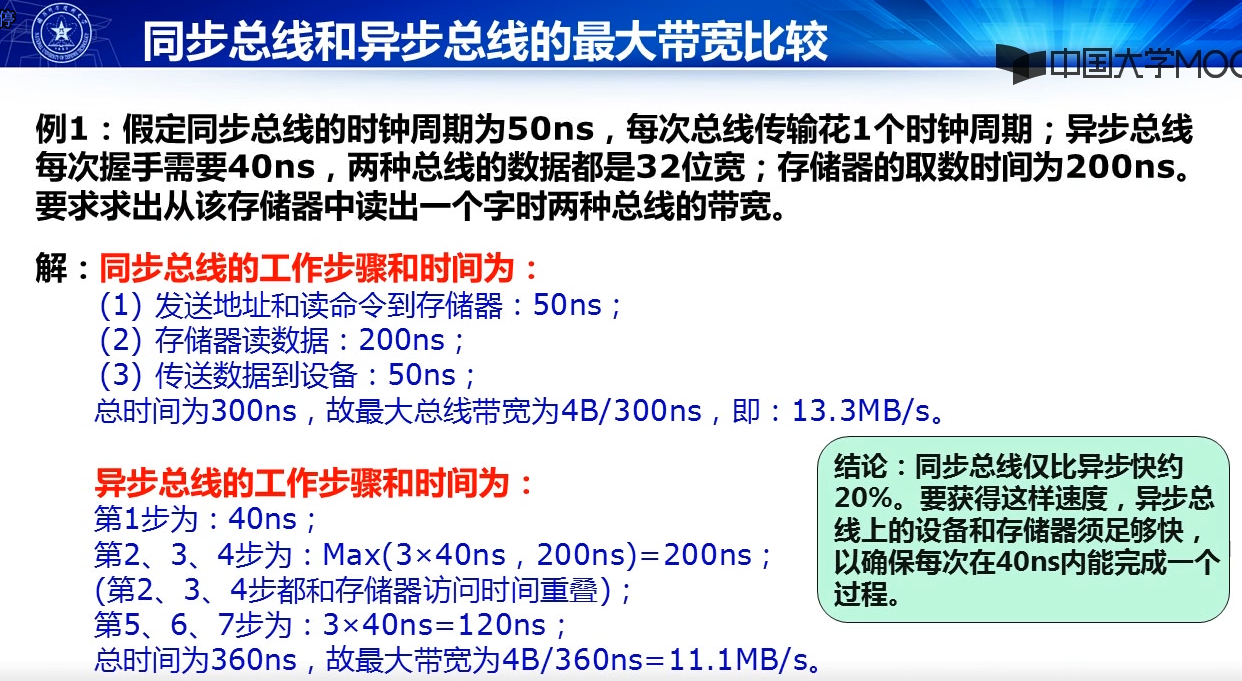 停
同步总线和异步总线的最大带宽比较
中国大学MOO
例1：假定同步总线的时钟周期为50ns，每次总线传输花1个时钟周期；异步总线
每次握手需要40ns，两种总线的数据都是32位宽；存储器的取数时间为200ns。
要求求出从该存储器中读出一个字时两种总线的带宽。
解：同步总线的工作步骤和时间为：
(1) 发送地址和读命令到存储器：50ns；
(2) 存储器读数据：200ns；
(3) 传送数据到设备：50ns；
总时间为300ns，故最大总线带宽为4B/300ns，即：13.3MB/s。
异步总线的工作步骤和时间为：
第1步为：40ns；
第2、3、4步为：Max(3×40ns，200ns)=200ns；
(第2、3、4步都和存储器访问时间重叠)；
第5、6、7步为：3×40ns=120ns；
总时间为360ns，故最大带宽为4B/360ns=11.1MB/s。
结论：同步总线仅比异步快约
20%。要获得这样速度，异步总
线上的设备和存储器须足够快，
以确保每次在40ns内能完成一个
过程。